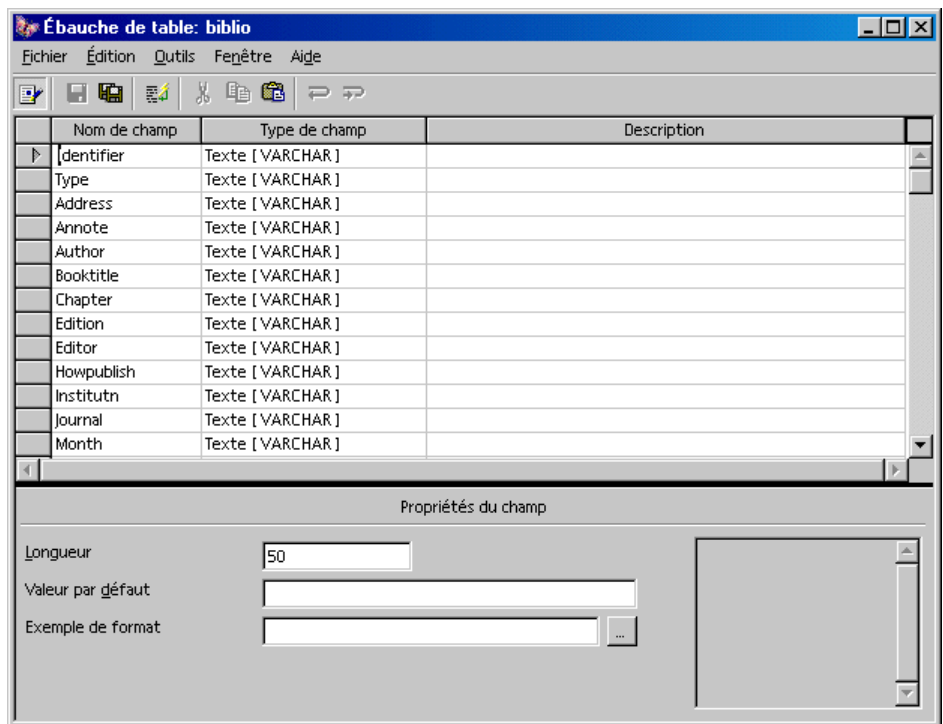 Ébauche de table: biblio
Fichier Édition Outils Fenêtre Aide
Nom de champ Type de champ Description
Identifier Texte [ VARCHAR ]
Type Texte [ VARCHAR ]
Address Texte [ VARCHAR ]
Annote Texte [ VARCHAR ]
Author Texte [ VARCHAR ]
Booktitle Texte [ VARCHAR ]
Chapter Texte [ VARCHAR ]
Edition Texte [ VARCHAR ]
Editor Texte [ VARCHAR ]
Howpublish Texte [ VARCHAR ]
Institutn Texte [ VARCHAR ]
Journal Texte [ VARCHAR ]
Month Texte [ VARCHAR ]
Propriétés du champ
Longueur 50
Valeur par défaut
Exemple de format ...